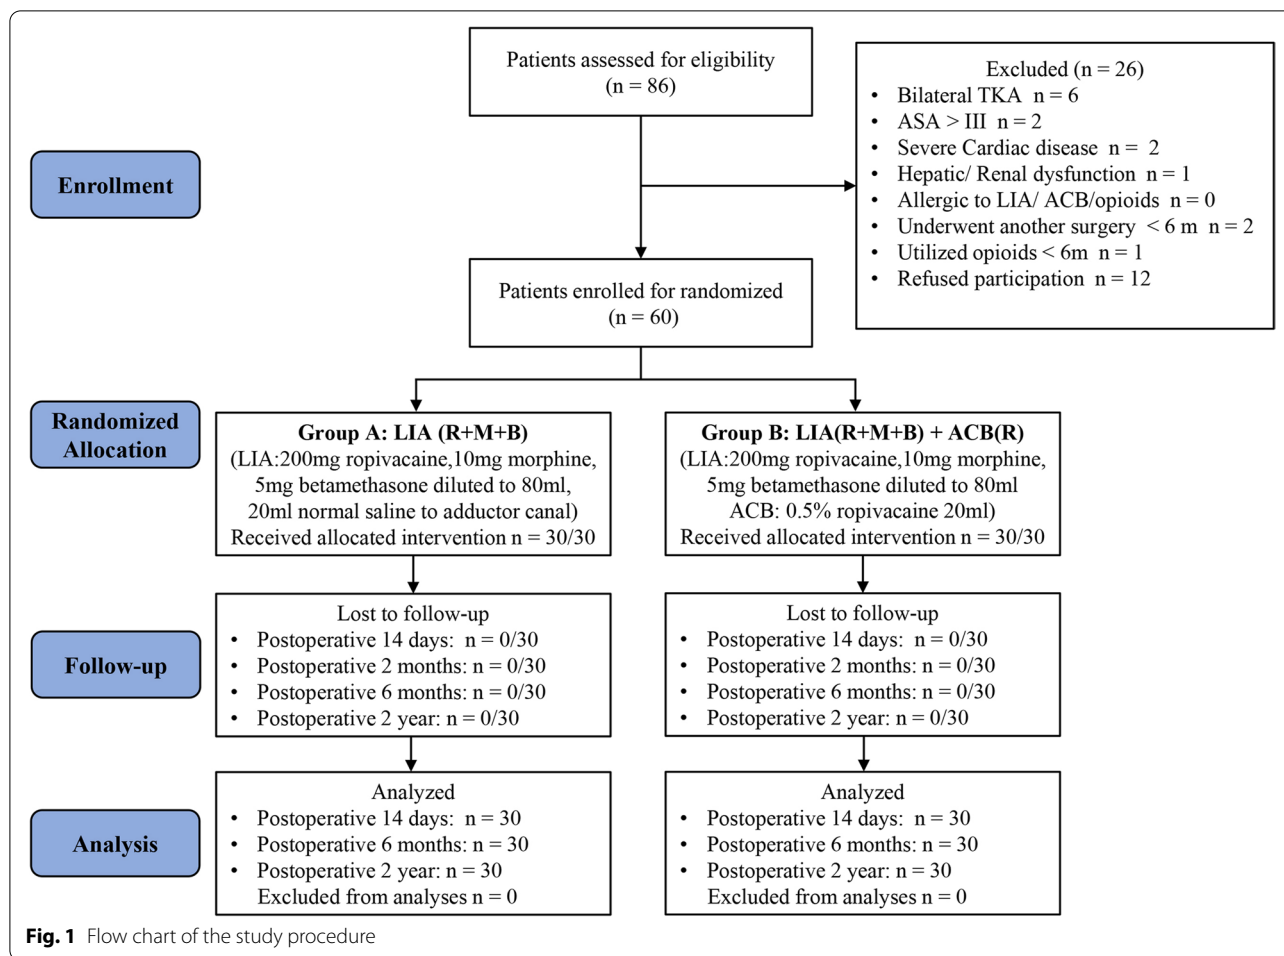 Patients assessed for eligibility
(n = 86)
Excluded (n = 26)
• Bilateral TKA n = 6
• ASA > III n = 2
• Severe Cardiac disease n = 2
• Hepatic/ Renal dysfunction n = 1
• Allergic to LIA/ ACB/opioids n = 0
• Underwent another surgery < 6 m n = 2
• Utilized opioids < 6m n = 1
• Refused participation n = 12
Enrollment
Patients enrolled for randomized
(n = 60)
Randomized
Allocation
Group A: LIA (R+M+B)
(LIA:200mg ropivacaine,10mg morphine,
5mg betamethasone diluted to 80ml,
20ml normal saline to adductor canal)
Received allocated intervention n = 30/30
Group B: LIA(R+M+B) + ACB(R)
(LIA:200mg ropivacaine,10mg morphine,
5mg betamethasone diluted to 80ml
ACB: 0.5% ropivacaine 20ml)
Received allocated intervention n = 30/30
Follow-up
Lost to follow-up
• Postoperative 14 days: n = 0/30
• Postoperative 2 months: n = 0/30
• Postoperative 6 months: n = 0/30
• Postoperative 2 year: n = 0/30
Lost to follow-up
• Postoperative 14 days: n = 0/30
• Postoperative 2 months: n = 0/30
• Postoperative 6 months: n = 0/30
• Postoperative 2 year: n = 0/30
Analysis
Analyzed
• Postoperative 14 days: n = 30
• Postoperative 6 months: n = 30
• Postoperative 2 year: n = 30
Excluded from analyses n = 0
Analyzed
• Postoperative 14 days: n = 30
• Postoperative 6 months: n = 30
• Postoperative 2 year: n = 30
Excluded from analyses n = 0
Fig. 1 Flow chart of the study procedure